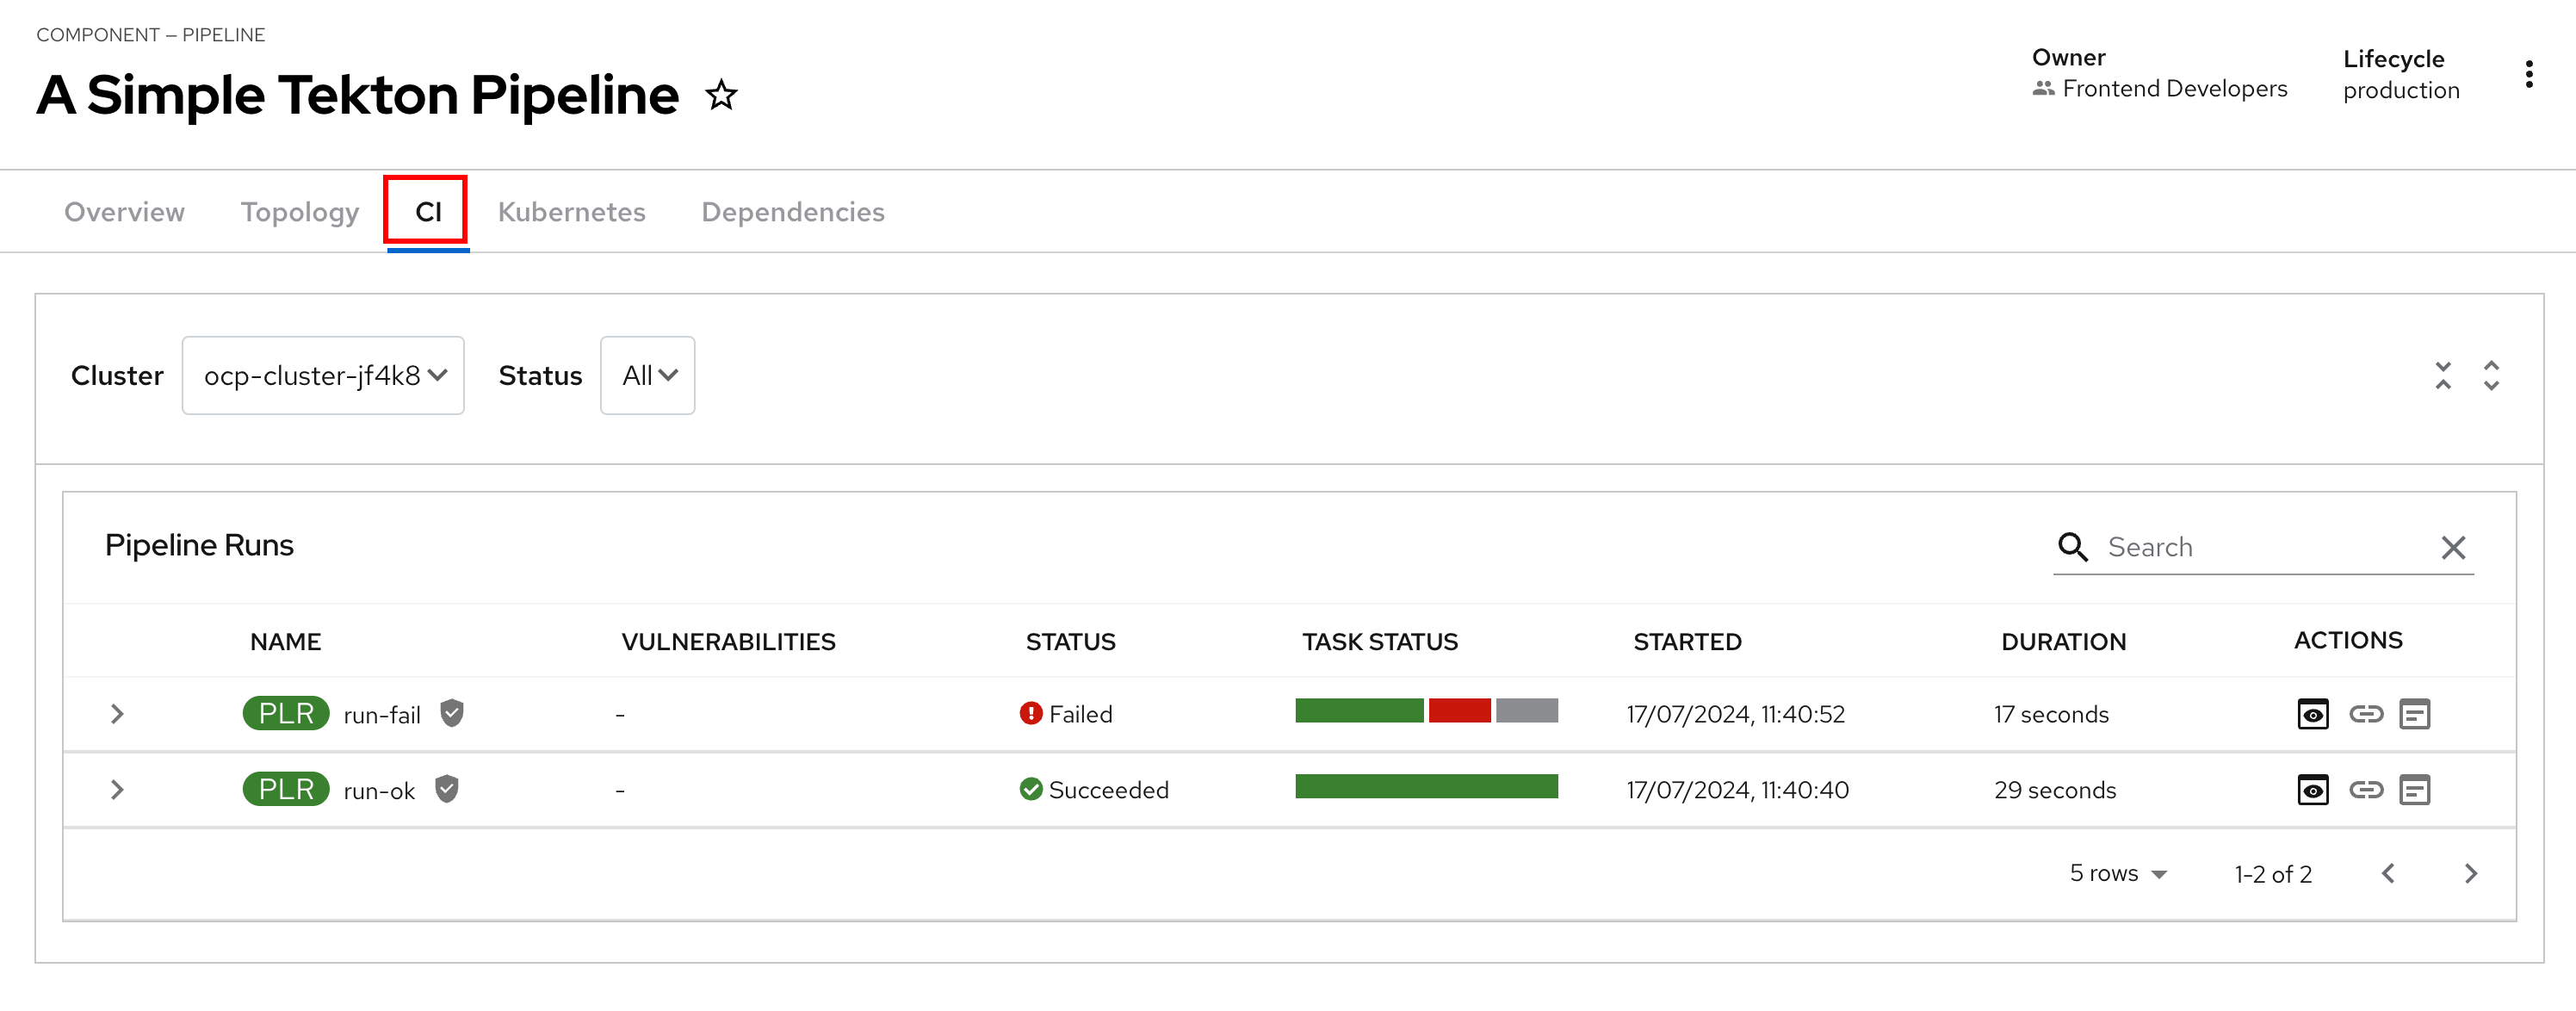 COMPONENT — PIPELINE
A Simple Tekton Pipeline
Owner
Frontend Developers
Lifecycle
production
Overview Topology CI Kubernetes Dependencies
Cluster ocp-cluster-jf4k8 Status All
Pipeline Runs
Search
NAME VULNERABILITIES STATUS TASK STATUS STARTED DURATION ACTIONS
PLR run-fail - Failed 17/07/2024, 11:40:52 17 seconds
PLR run-ok - Succeeded 17/07/2024, 11:40:40 29 seconds
5 rows 1-2 of 2